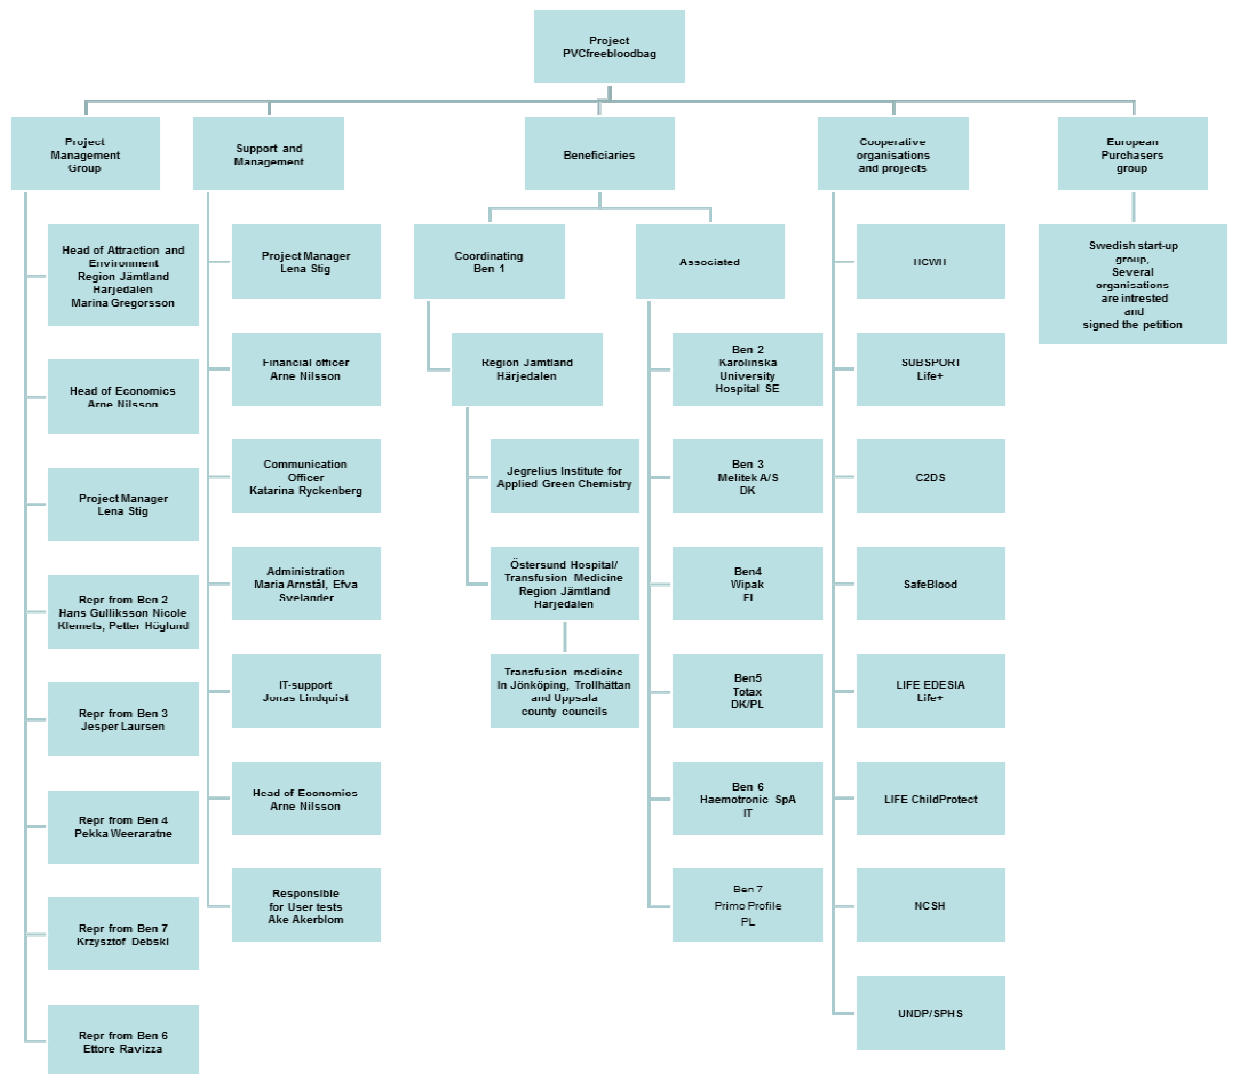 Project
PVCfreebloodbag
Project
Management
Group
Support and
Management
Beneficiaries
Cooperative
organisations
and projects
European
Purchasers
group
Head of Attraction and
Environment
Region Jämtland
Härjedalen
Marina Gregorsson
Head of Economics
Arne Nilsson
Project Manager
Lena Stig
Repr from Ben 2
Hans Gulliksson Nicole
Klemets, Petter Höglund
Repr from Ben 3
Jesper Laursen
Repr from Ben 4
Pekka Weeraratne
Repr from Ben 7
Krzysztof Debski
Repr from Ben 6
Ettore Ravizza
Project Manager
Lena Stig
Financial officer
Arne Nilsson
Communication
Officer
Katarina Ryckenberg
Administration
Maria Arnstål, Efva
Svelander
IT-support
Jonas Lindquist
Head of Economics
Arne Nilsson
Responsible
for User tests
Ake Akerblom
Coordinating
Ben 1
Region Jämtland
Härjedalen
Jegrelius Institute for
Applied Green Chemistry
Östersund Hospital/
Transfusion Medicine
Region Jämtland
Härjedalen
Transfusion medicine
In Jönköping, Trollhättan
and Uppsala
county councils
Associated
Ben 2
Karolinska
University
Hospital SE
Ben 3
Melitek A/S
DK
Ben4
Wipak
FI
Ben5
Totax
DK/PL
Ben 6
Haemotronic SpA
IT
Ben 7
Primo Profile
PL
HCWH
SUBSPORT
Life+
C2DS
SafeBlood
LIFE EDESIA
Life+
LIFE ChildProtect
NCSH
UNDP/SPHS
Swedish start-up
group,
Several
organisations
are intrested
and
signed the petition